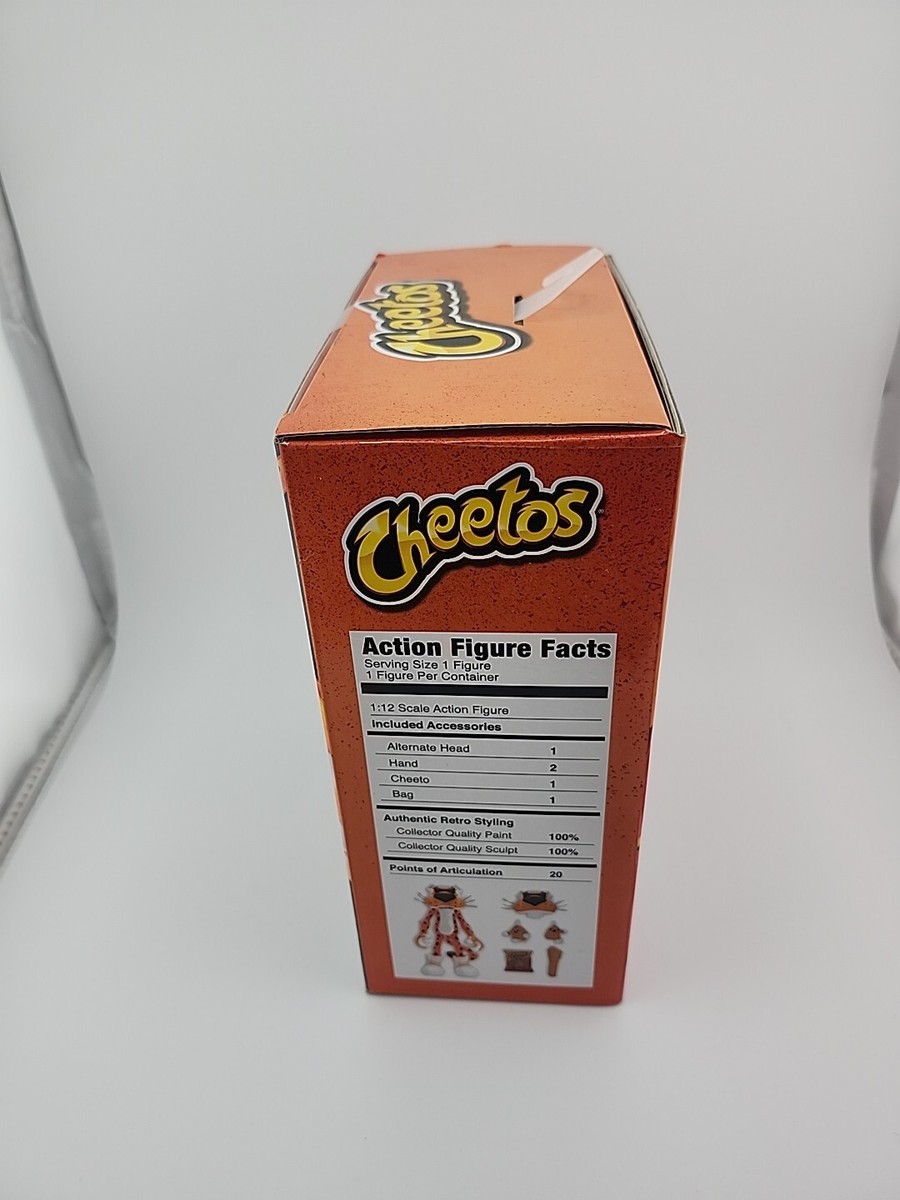 Cheetos
Cheetos
Action Figure Facts
Serving Size 1 Figure
1 Figure Per Container
1:12 Scale Action Figure
Included Accessories
Alternate Head 1
Hand 2
Cheeto 1
Bag 1
Authentic Retro Styling
Collector Quality Paint 100%
Collector Quality Sculpt 100%
Points of Articulation 20